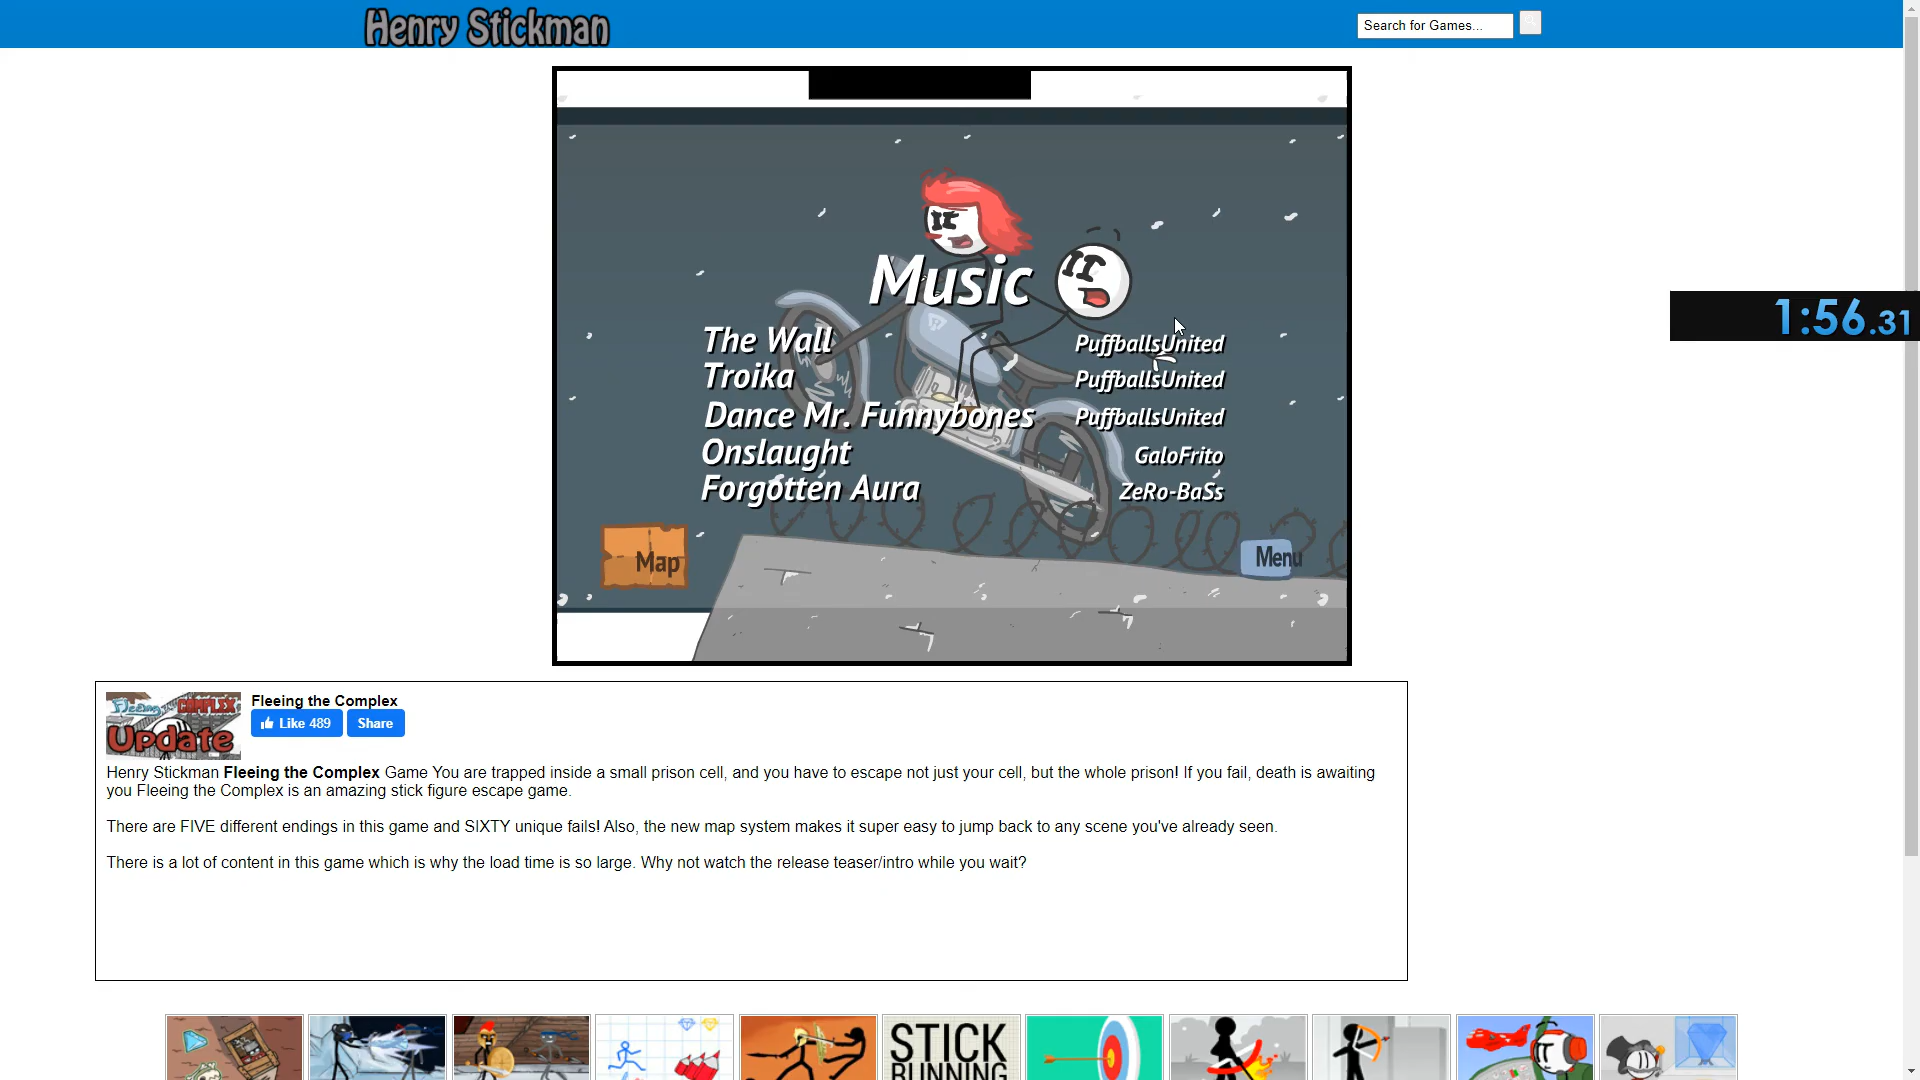 Henry Stickman
Search for Games...
Music
The Wall PuffballsUnited
Troika PuffballsUnited
Dance Mr. Funnybones PuffballsUnited
Onslaught GaloFrito
Forgotten Aura ZeRo-BaSs
Map
Menu
1:56.31
Fleeing the COMPLEX
Update
Fleeing the Complex
Like 489 Share
Henry Stickman Fleeing the Complex Game You are trapped inside a small prison cell, and you have to escape not just your cell, but the whole prison! If you fail, death is awaiting
you Fleeing the Complex is an amazing stick figure escape game.
There are FIVE different endings in this game and SIXTY unique fails! Also, the new map system makes it super easy to jump back to any scene you've already seen.
There is a lot of content in this game which is why the load time is so large. Why not watch the release teaser/intro while you wait?
STICK
RUNNING